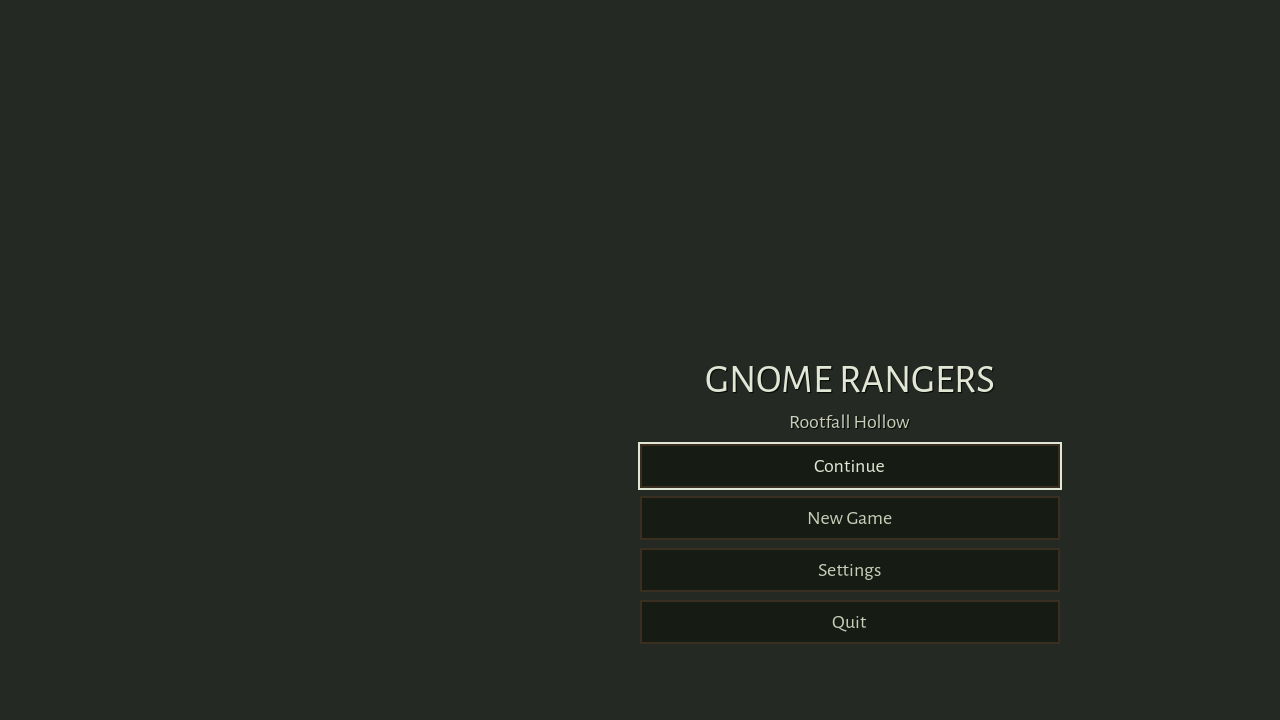 GNOME RANGERS
Rootfall Hollow
Continue
New Game
Settings
Quit